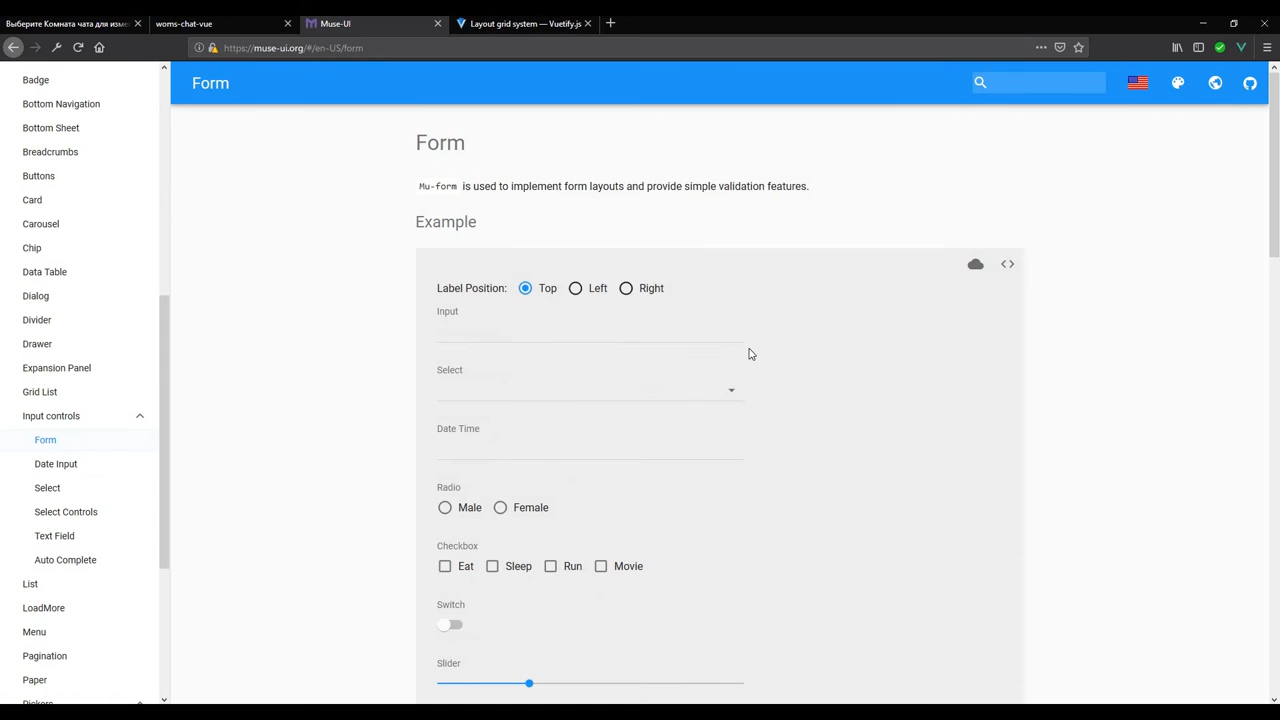 Выберите Комната чата для изме
woms-chat-vue
Muse-UI
Layout grid system — Vuetify.js
https://muse-ui.org/#/en-US/form
Badge
Bottom Navigation
Bottom Sheet
Breadcrumbs
Buttons
Card
Carousel
Chip
Data Table
Dialog
Divider
Drawer
Expansion Panel
Grid List
Input controls
Form
Date Input
Select
Select Controls
Text Field
Auto Complete
List
LoadMore
Menu
Pagination
Paper
Pickers
Form
Form
Mu-form is used to implement form layouts and provide simple validation features.
Example
Label Position: Top Left Right
Input
Select
Date Time
Radio
Male Female
Checkbox
Eat Sleep Run Movie
Switch
Slider